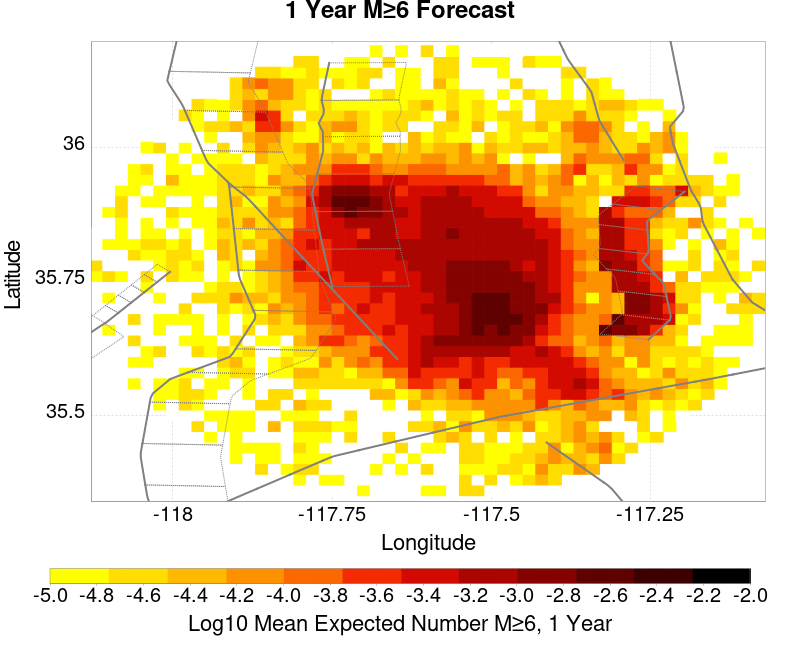 1 Year M≥6 Forecast
36
35.75
35.5
Latitude
-118
-117.75
-117.5
-117.25
Longitude
-5.0 -4.8 -4.6 -4.4 -4.2 -4.0 -3.8 -3.6 -3.4 -3.2 -3.0 -2.8 -2.6 -2.4 -2.2 -2.0
Log10 Mean Expected Number M≥6, 1 Year